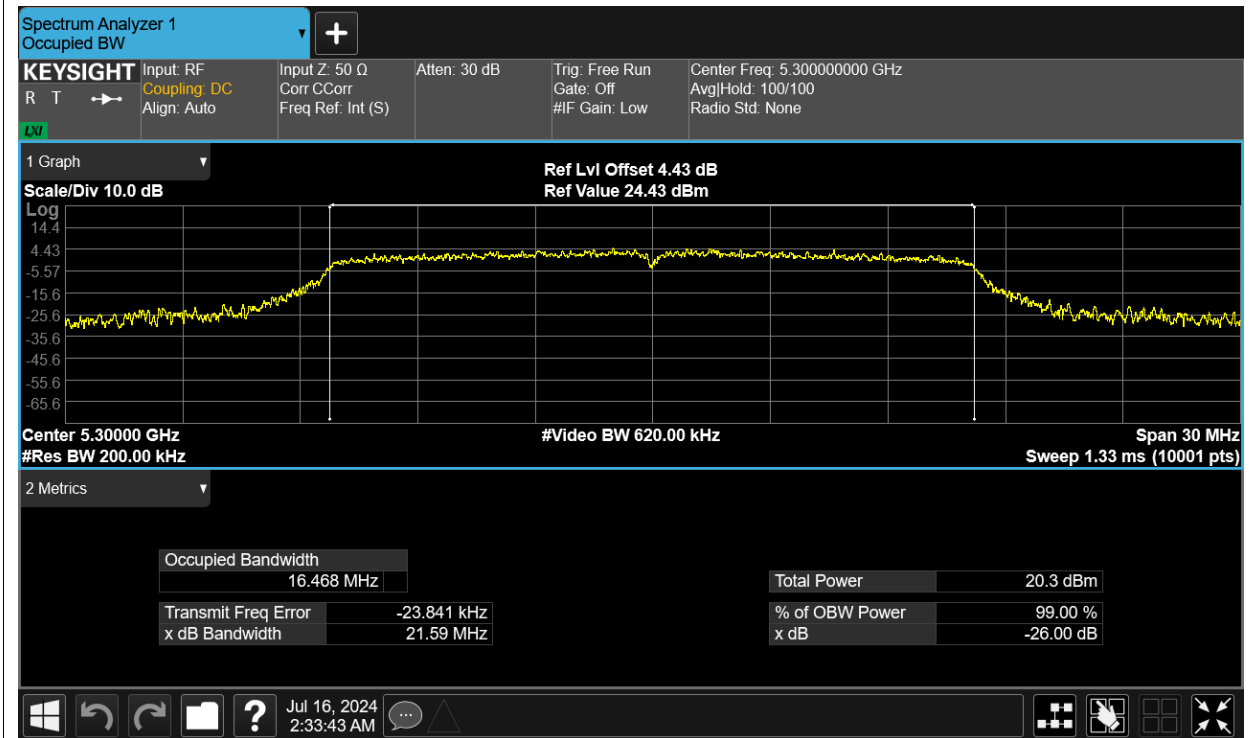 Spectrum Analyzer 1
Occupied BW
KEYSIGHT
R T
LXI
Input: RF
Coupling: DC
Align: Auto
Input Z: 50 Ω
Corr CCorr
Freq Ref: Int (S)
Atten: 30 dB
Trig: Free Run
Gate: Off
#IF Gain: Low
Center Freq: 5.300000000 GHz
Avg|Hold: 100/100
Radio Std: None
1 Graph
Scale/Div 10.0 dB
Ref Lvl Offset 4.43 dB
Ref Value 24.43 dBm
Log
14.4
4.43
-5.57
-15.6
-25.6
-35.6
-45.6
-55.6
-65.6
Center 5.30000 GHz
#Video BW 620.00 kHz
Span 30 MHz
#Res BW 200.00 kHz
Sweep 1.33 ms (10001 pts)
2 Metrics
Occupied Bandwidth
16.468 MHz
Total Power 20.3 dBm
Transmit Freq Error -23.841 kHz
% of OBW Power 99.00 %
x dB Bandwidth 21.59 MHz
x dB -26.00 dB
?
Jul 16, 2024
2:33:43 AM